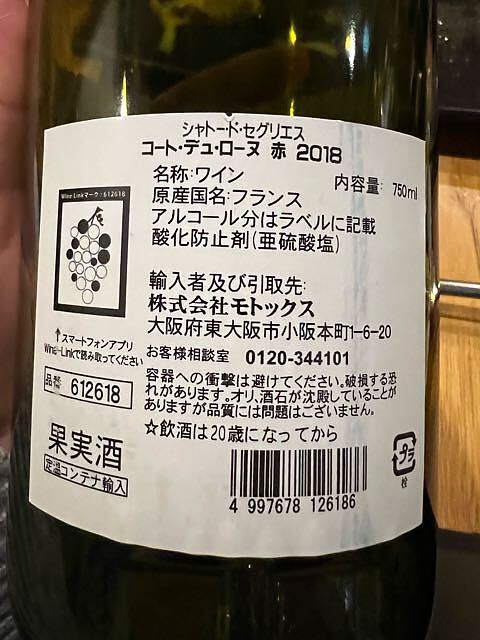 シャトー・ド・セグリエス
コート・デュ・ローヌ 赤 2018
名称:ワイン
内容量: 750ml
原産国名:フランス
アルコール分はラベルに記載
酸化防止剤(亜硫酸塩)
Wine Linkマーク:612618
輸入者及び引取先:
株式会社モトックス
大阪府東大阪市小阪本町1-6-20
↑スマートフォンアプリ
Wine-Linkで読み取ってください
お客様相談室 0120-344101
品番 612618
容器への衝撃は避けてください。破損する恐
れがあります。オリ、酒石が沈殿していることが
ありますが品質には問題はございません。
☆飲酒は20歳になってから
果実酒
定温コンテナ輸入
プラ
栓
4 997678 126186